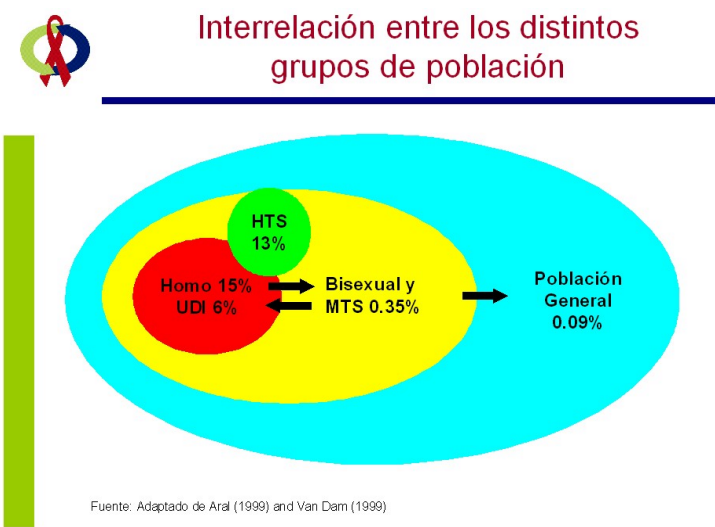 Interrelación entre los distintos
grupos de población
HTS
13%
Homo 15%
UDI 6%
Bisexual y
MTS 0.35%
Población
General
0.09%
Fuente: Adaptado de Aral (1999) and Van Dam (1999)